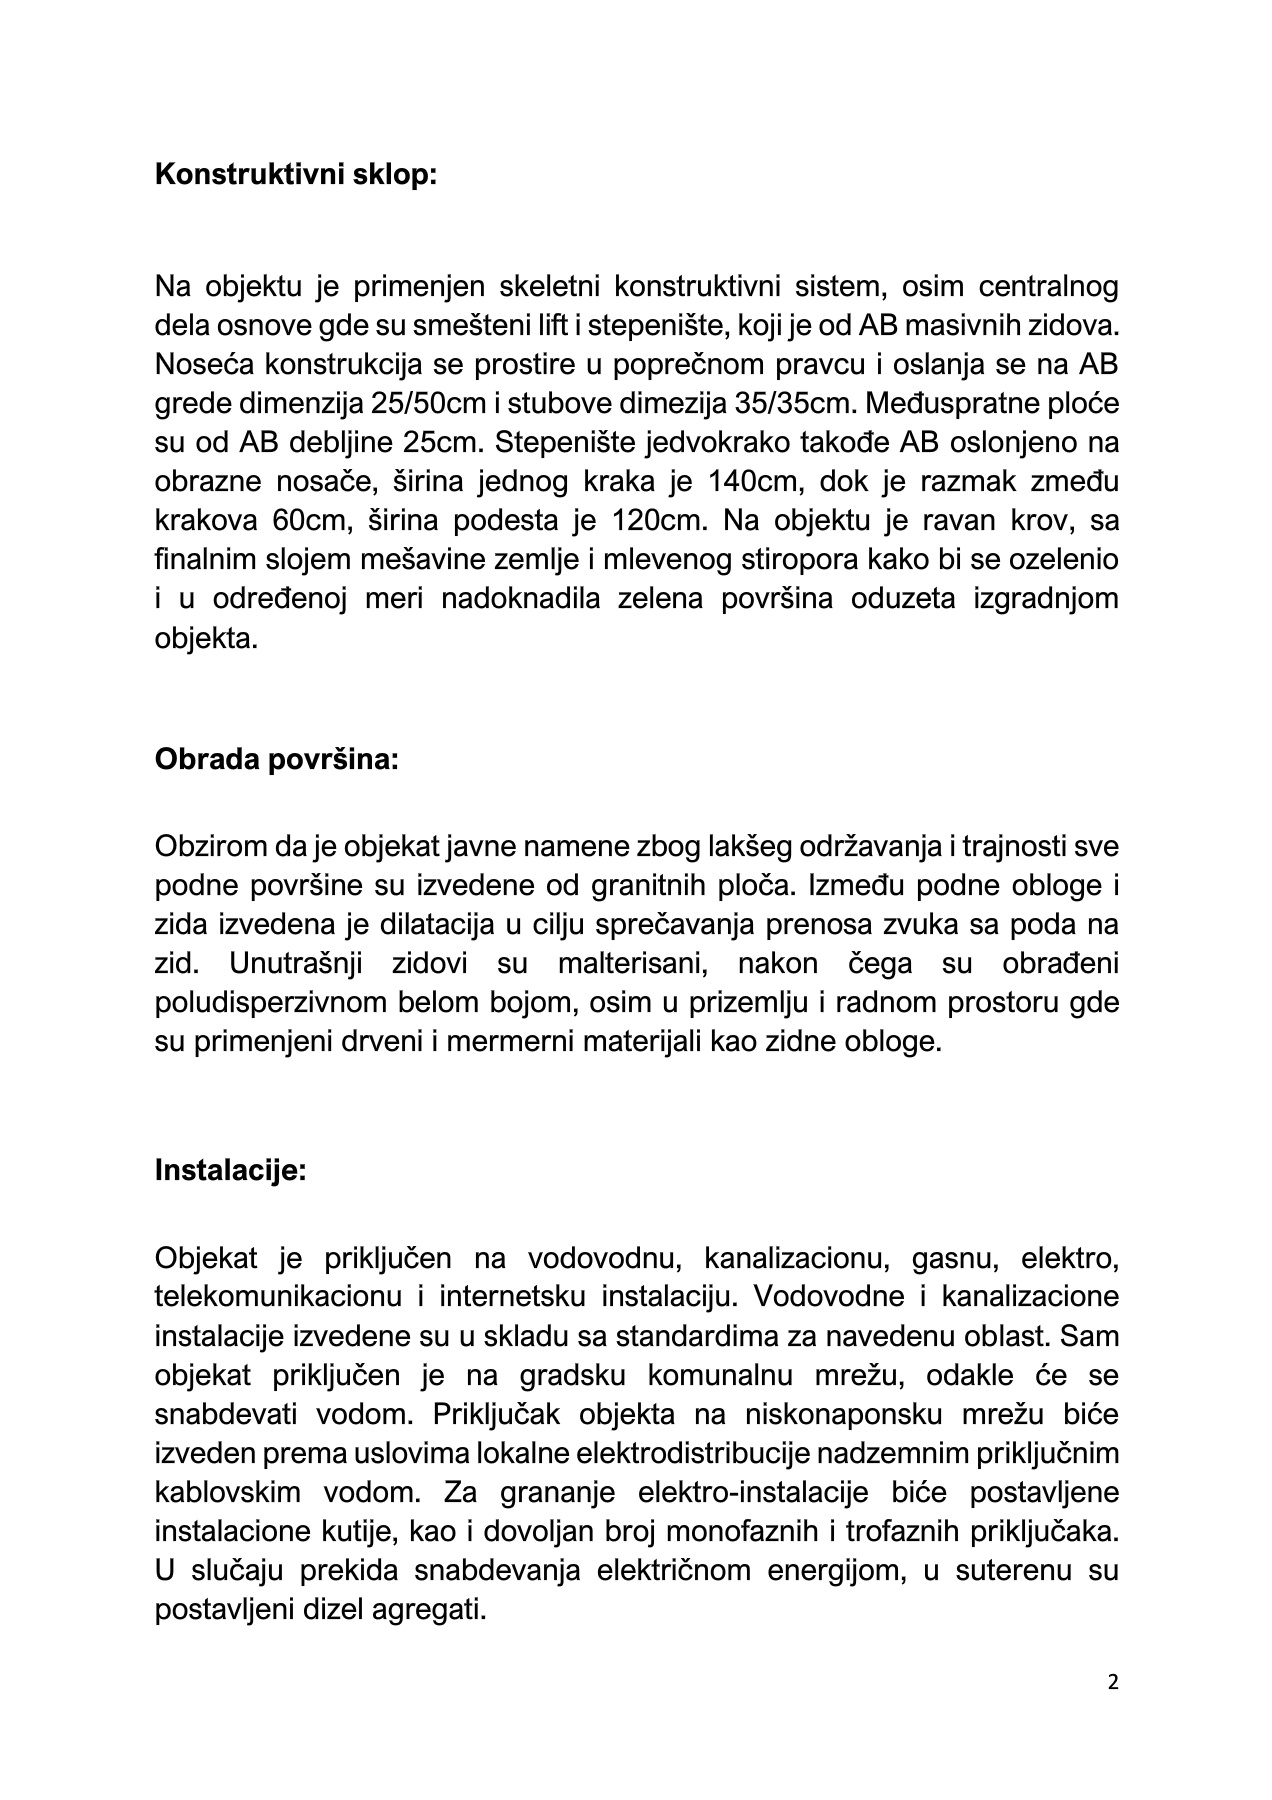 Konstruktivni sklop:
Na objektu je primenjen skeletni konstruktivni sistem, osim centralnog
dela osnove gde su smešteni lift i stepenište, koji je od AB masivnih zidova.
Noseća konstrukcija se prostire u poprečnom pravcu i oslanja se na AB
grede dimenzija 25/50cm i stubove dimezija 35/35cm. Međuspratne ploće
su od AB debljine 25cm. Stepenište jedvokrako takođe AB oslonjeno na
obrazne nosače, širina jednog kraka je 140cm, dok je razmak zmeđu
krakova 60cm, širina podesta je 120cm. Na objektu je ravan krov, sa
finalnim slojem mešavine zemlje i mlevenog stiropora kako bi se ozelenio
i u određenoj meri nadoknadila zelena površina oduzeta izgradnjom
objekta.
Obrada površina:
Obzirom da je objekat javne namene zbog lakšeg održavanja i trajnosti sve
podne površine su izvedene od granitnih ploča. Između podne obloge i
zida izvedena je dilatacija u cilju sprečavanja prenosa zvuka sa poda na
zid. Unutrašnji zidovi su malterisani, nakon čega su obrađeni
poludisperzivnom belom bojom, osim u prizemlju i radnom prostoru gde
su primenjeni drveni i mermerni materijali kao zidne obloge.
Instalacije:
Objekat je priključen na vodovodnu, kanalizacionu, gasnu, elektro,
telekomunikacionu i internetsku instalaciju. Vodovodne i kanalizacione
instalacije izvedene su u skladu sa standardima za navedenu oblast. Sam
objekat priključen je na gradsku komunalnu mrežu, odakle će se
snabdevati vodom. Priključak objekta na niskonaponsku mrežu biće
izveden prema uslovima lokalne elektrodistribucije nadzemnim priključnim
kablovskim vodom. Za grananje elektro-instalacije biće postavljene
instalacione kutije, kao i dovoljan broj monofaznih i trofaznih priključaka.
U slučaju prekida snabdevanja električnom energijom, u suterenu su
postavljeni dizel agregati.
2